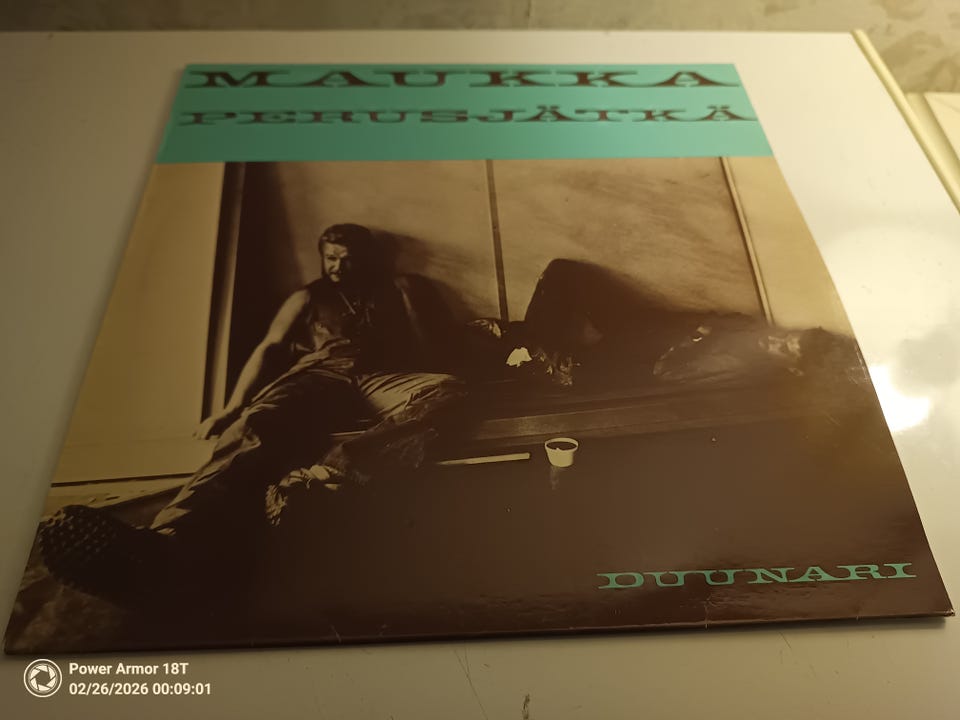 MAUKKA
PERUSJÄTKÄ
DUUNARI
Power Armor 18T
02/26/2026 00:09:01